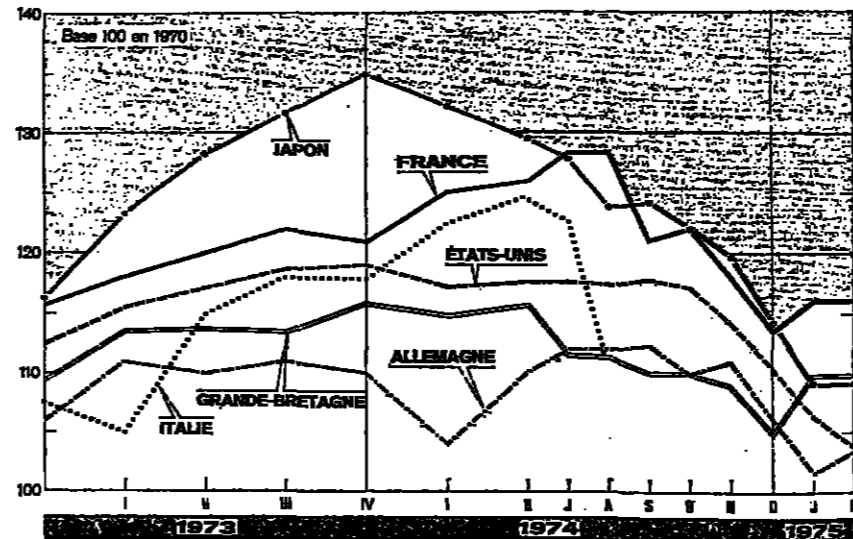 140
Base 100 en 1970
130
JAPON
FRANCE
120
ÉTATS-UNIS
110
ALLEMAGNE
GRANDE-BRETAGNE
ITALIE
100
I II III IV I II J A S O N D J F
1973 1974 1975